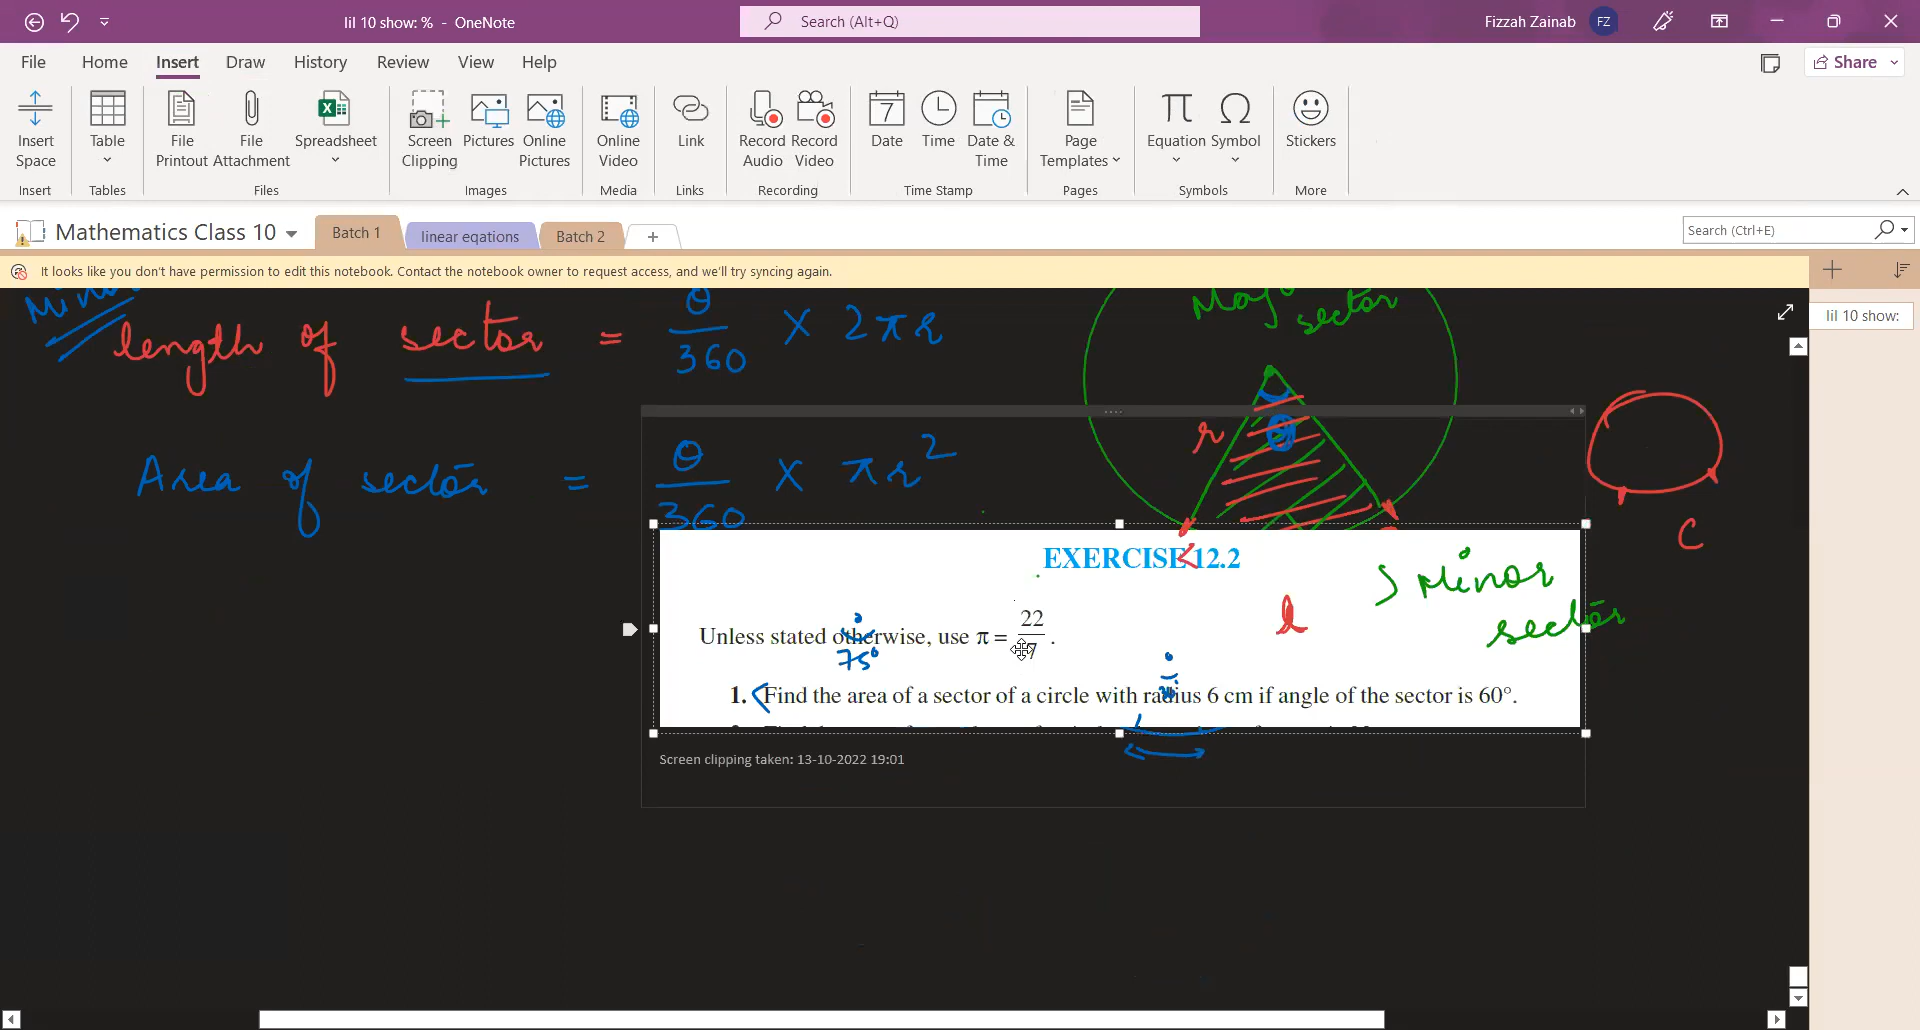 lil 10 show: % - OneNote
Search (Alt+Q)
Fizzah Zainab
FZ
File Home Insert Draw History Review View Help
Share
Insert Space
Table
File Printout
File Attachment
Spreadsheet
Screen Clipping
Pictures
Online Pictures
Online Video
Link
Record Audio
Record Video
Date
Time
Date & Time
Page Templates
Equation
Symbol
Stickers
Insert Tables Files Images Media Links Recording Time Stamp Pages Symbols More
Mathematics Class 10
Batch 1
linear eqations
Batch 2
Search (Ctrl+E)
It looks like you don't have permission to edit this notebook. Contact the notebook owner to request access, and we'll try syncing again.
lil 10 show:
length of sector = θ/360 × 2πr
sector
r
θ
Area of sector = θ/360 × πr²
C
EXERCISE 12.2
Minor
sector
l
Unless stated otherwise, use π = 22/7 .
75°
1. Find the area of a sector of a circle with radius 6 cm if angle of the sector is 60°.
Screen clipping taken: 13-10-2022 19:01